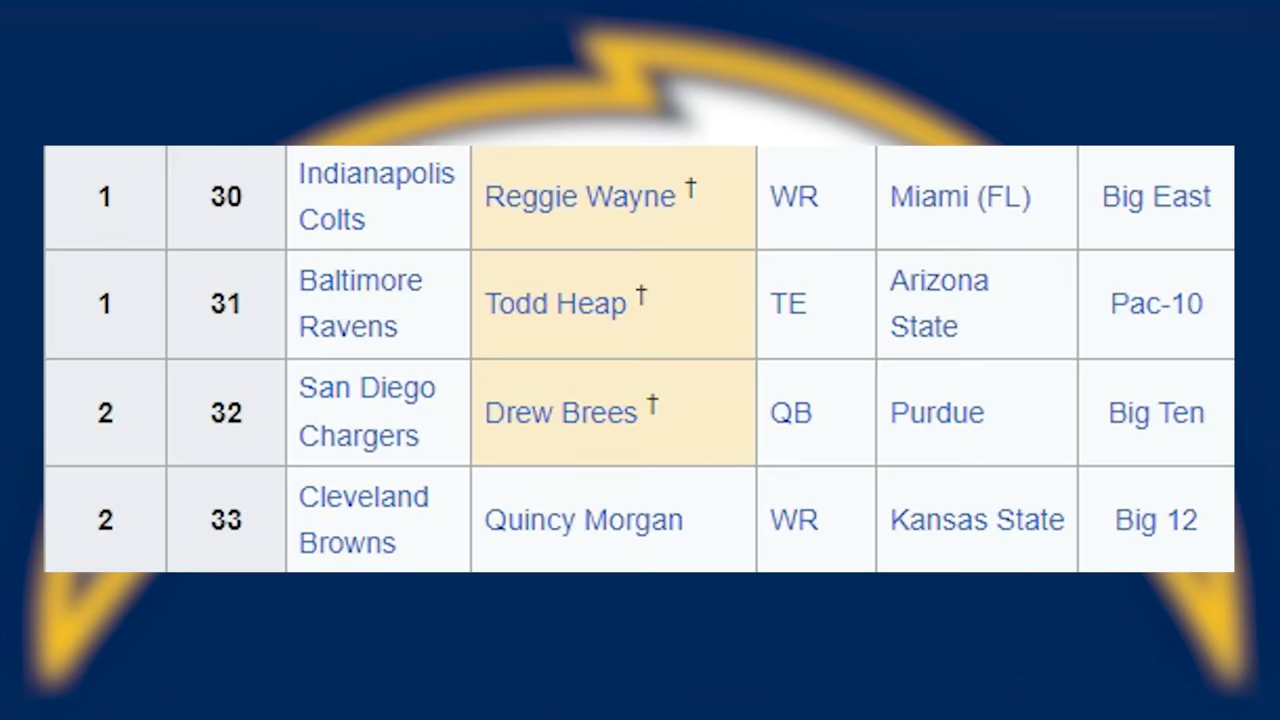 1 30 Indianapolis Colts Reggie Wayne † WR Miami (FL) Big East
1 31 Baltimore Ravens Todd Heap † TE Arizona State Pac-10
2 32 San Diego Chargers Drew Brees † QB Purdue Big Ten
2 33 Cleveland Browns Quincy Morgan WR Kansas State Big 12